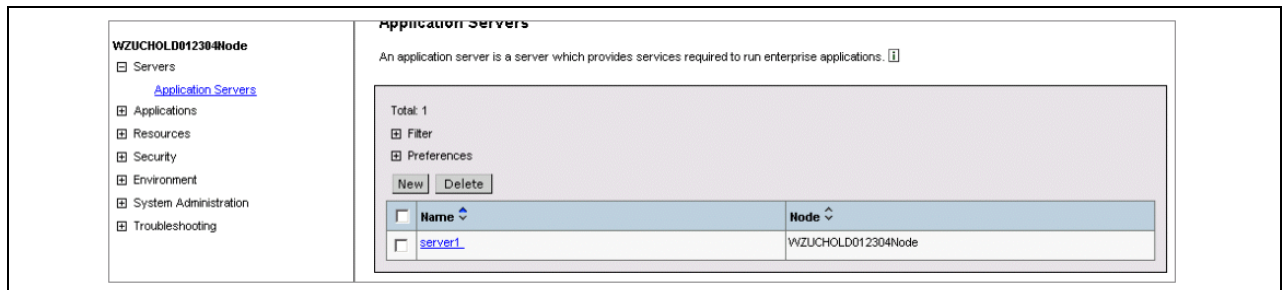 Application Servers
WZUCHOLD012304Node
Servers
Application Servers
Applications
Resources
Security
Environment
System Administration
Troubleshooting
An application server is a server which provides services required to run enterprise applications. i
Total: 1
Filter
Preferences
New Delete
Name Node
server1 WZUCHOLD012304Node